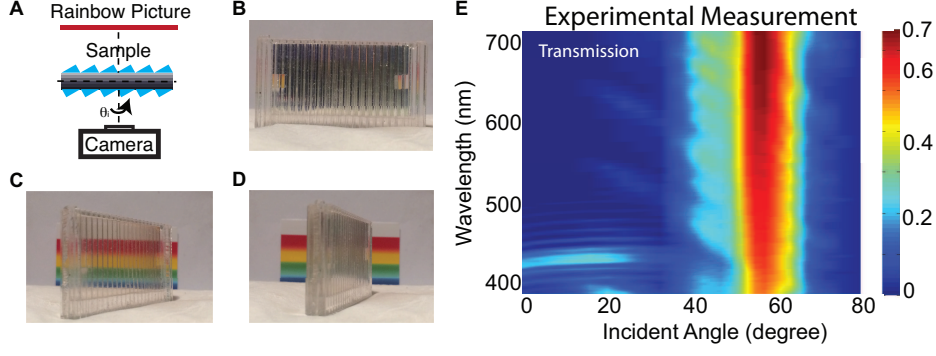 A
Rainbow Picture
Sample
θi
Camera
B
C
D
E
Experimental Measurement
Transmission
Wavelength (nm)
700
600
500
400
0
20
40
60
80
Incident Angle (degree)
0.7
0.6
0.4
0.2
0